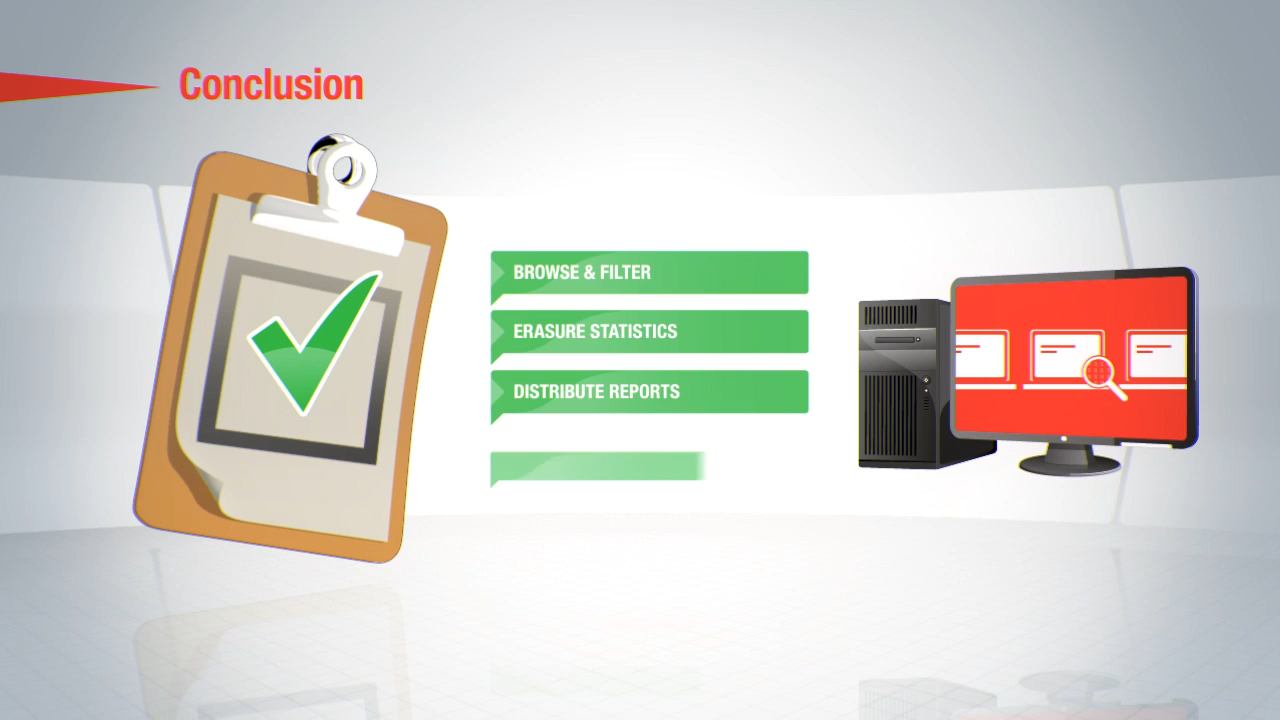 Conclusion
BROWSE & FILTER
ERASURE STATISTICS
DISTRIBUTE REPORTS